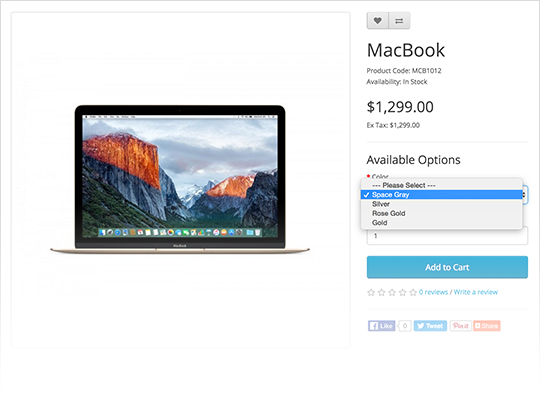 MacBook
Product Code: MCB1012
Availability: In Stock
$1,299.00
Ex Tax: $1,299.00
Available Options
* Color
--- Please Select ---
✓ Space Gray
Silver
Rose Gold
Gold
1
Add to Cart
0 reviews / Write a review
Like 0 Tweet Pin it Share
MacBook